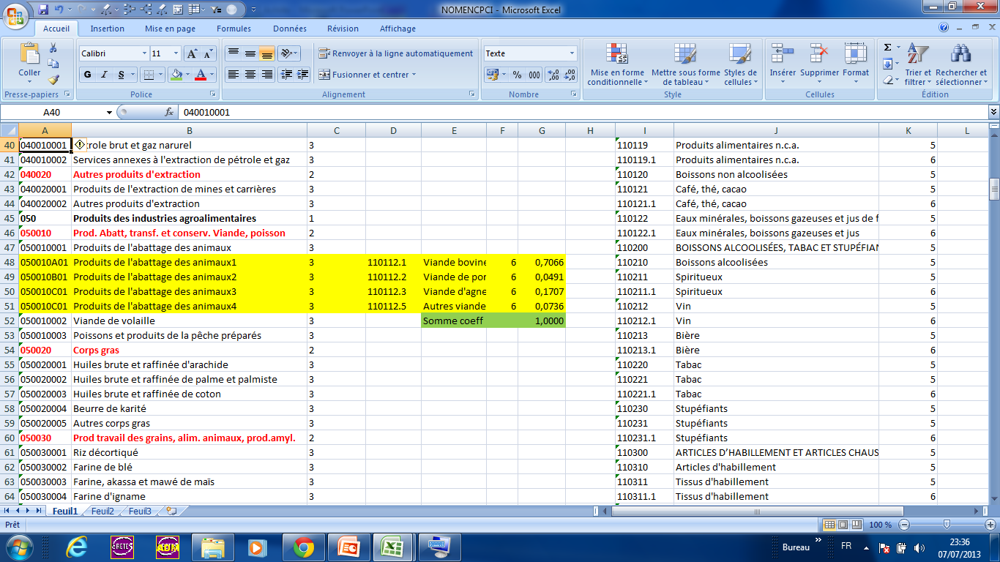 NOMENCPCI - Microsoft Excel
Accueil Insertion Mise en page Formules Données Révision Affichage
Coller
Calibri 11
Renvoyer à la ligne automatiquement
Texte
G I S
Fusionner et centrer
% 000
Mise en forme conditionnelle
Mettre sous forme de tableau
Styles de cellules
Insérer Supprimer Format
Trier et filtrer
Rechercher et sélectionner
Presse-papiers Police Alignement Nombre Style Cellules Édition
A40 fx 040010001
A B C D E F G H I J K L
40 040010001 trole brut et gaz narurel 3 110119 Produits alimentaires n.c.a. 5
41 040010002 Services annexes à l'extraction de pétrole et gaz 3 110119.1 Produits alimentaires n.c.a. 6
42 040020 Autres produits d'extraction 2 110120 Boissons non alcoolisées 5
43 040020001 Produits de l'extraction de mines et carrières 3 110121 Café, thé, cacao 5
44 040020002 Autres produits d'extraction 3 110121.1 Café, thé, cacao 6
45 050 Produits des industries agroalimentaires 1 110122 Eaux minérales, boissons gazeuses et jus de f 5
46 050010 Prod. Abatt, transf. et conserv. Viande, poisson 2 110122.1 Eaux minérales, boissons gazeuses et jus 6
47 050010001 Produits de l'abattage des animaux 3 110200 BOISSONS ALCOOLISÉES, TABAC ET STUPÉFIAN 5
48 050010A01 Produits de l'abattage des animaux1 3 110112.1 Viande bovine 6 0,7066 110210 Boissons alcoolisées 5
49 050010B01 Produits de l'abattage des animaux2 3 110112.2 Viande de por 6 0,0491 110211 Spiritueux 5
50 050010C01 Produits de l'abattage des animaux3 3 110112.3 Viande d'agne 6 0,1707 110211.1 Spiritueux 6
51 050010C01 Produits de l'abattage des animaux4 3 110112.5 Autres viande 6 0,0736 110212 Vin 5
52 050010002 Viande de volaille 3 Somme coeff 1,0000 110212.1 Vin 6
53 050010003 Poissons et produits de la pêche préparés 3 110213 Bière 5
54 050020 Corps gras 2 110213.1 Bière 6
55 050020001 Huiles brute et raffinée d'arachide 3 110220 Tabac 5
56 050020002 Huiles brute et raffinée de palme et palmiste 3 110221 Tabac 5
57 050020003 Huiles brute et raffinée de coton 3 110221.1 Tabac 6
58 050020004 Beurre de karité 3 110230 Stupéfiants 5
59 050020005 Autres corps gras 3 110231 Stupéfiants 5
60 050030 Prod travail des grains, alim. animaux, prod.amyl. 2 110231.1 Stupéfiants 6
61 050030001 Riz décortiqué 3 110300 ARTICLES D’HABILLEMENT ET ARTICLES CHAUS 5
62 050030002 Farine de blé 3 110310 Articles d'habillement 5
63 050030003 Farine, akassa et mawé de maïs 3 110311 Tissus d'habillement 5
64 050030004 Farine d'igname 3 110311.1 Tissus d'habillement 6
Feuil1 Feuil2 Feuil3
Prêt 100 %
ERETES
Bureau » FR 23:36
07/07/2013